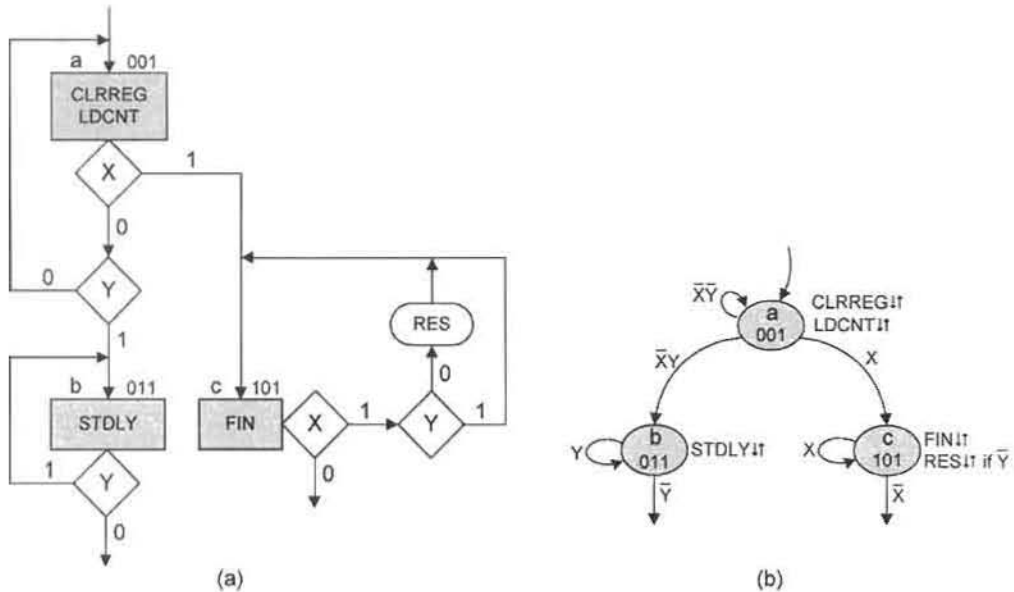 a 001
CLRREG
LDCNT
X
1
0
Y
0
1
b 011
STDLY
Y
1
0
c 101
FIN
X
1
0
Y
0
1
RES
(a)
X̅Y̅
a
001
CLRREG↓↑
LDCNT↓↑
X̅Y
X
Y
b
011
STDLY↓↑
Y̅
X
c
101
FIN↓↑
RES↓↑ if Y̅
X̅
(b)